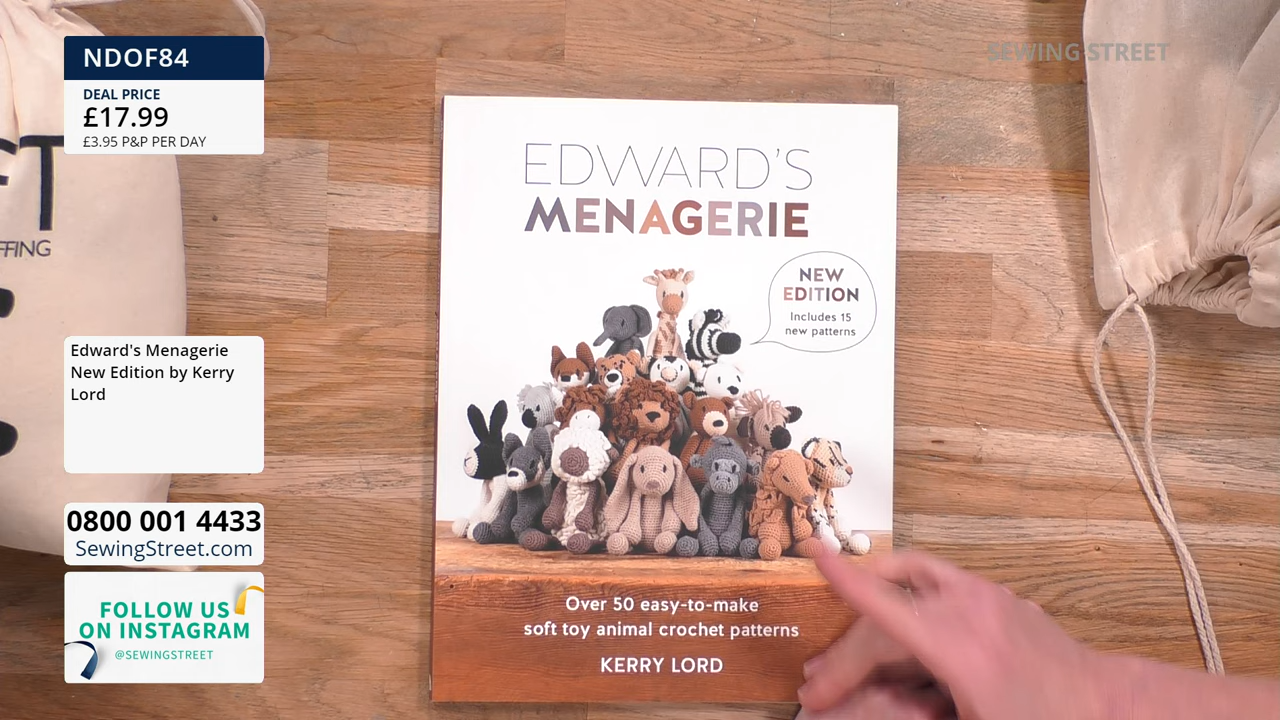 NDOF84
DEAL PRICE
£17.99
£3.95 P&P PER DAY
Edward's Menagerie
New Edition by Kerry
Lord
0800 001 4433
SewingStreet.com
FOLLOW US
ON INSTAGRAM
@SEWINGSTREET
SEWING STREET
EDWARD'S
MENAGERIE
NEW
EDITION
Includes 15
new patterns
Over 50 easy-to-make
soft toy animal crochet patterns
KERRY LORD